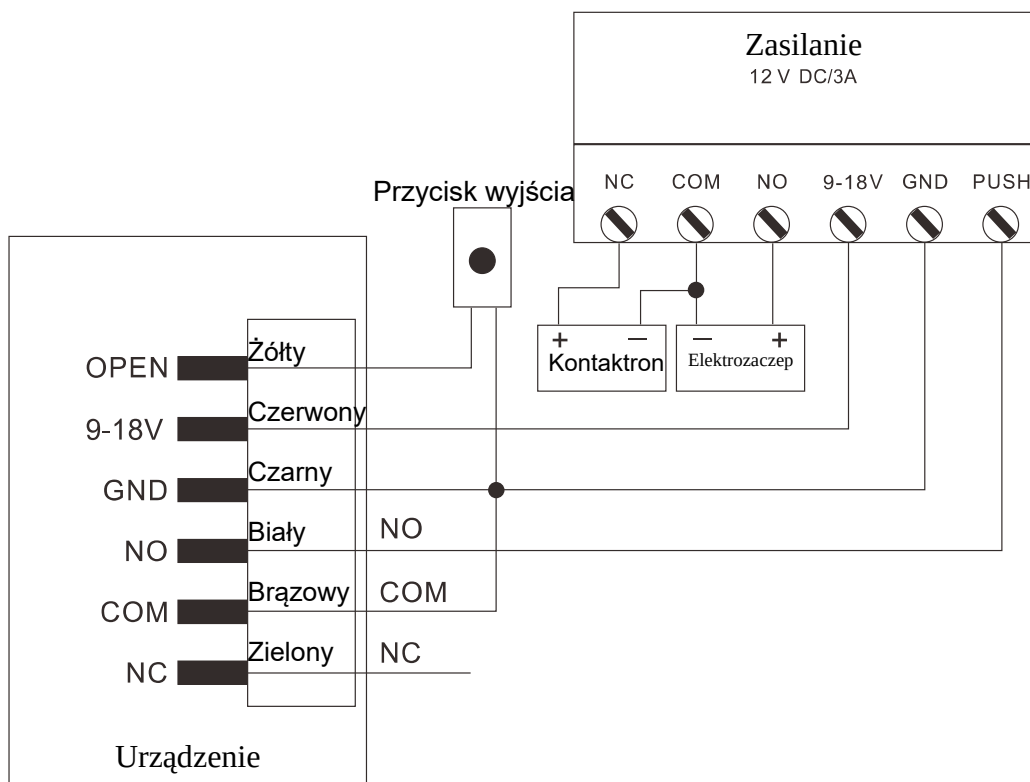 Zasilanie
12 V DC/3A
NC COM NO 9-18V GND PUSH
Przycisk wyjścia
+ − − +
Kontaktron Elektrozaczep
OPEN Żółty
9-18V Czerwony
GND Czarny
NO Biały NO
COM Brązowy COM
NC Zielony NC
Urządzenie